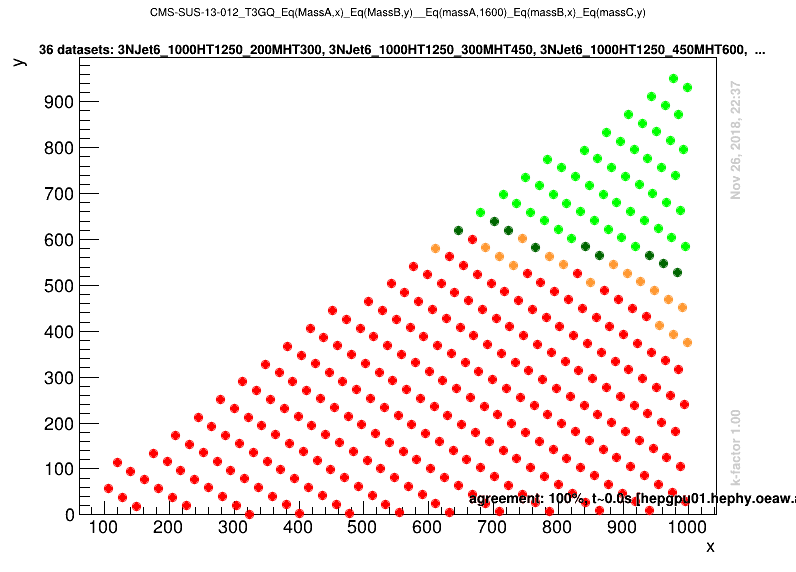 CMS-SUS-13-012_T3GQ_Eq(MassA,x)_Eq(MassB,y)__Eq(massA,1600)_Eq(massB,x)_Eq(massC,y)
36 datasets: 3NJet6_1000HT1250_200MHT300, 3NJet6_1000HT1250_300MHT450, 3NJet6_1000HT1250_450MHT600, ...
y
900
800
700
600
500
400
300
200
100
0
100 200 300 400 500 600 700 800 900 1000
x
Nov 26, 2018, 22:37
k-factor 1.00
agreement: 100%, t~0.0s [hepgpu01.hephy.oeaw.a